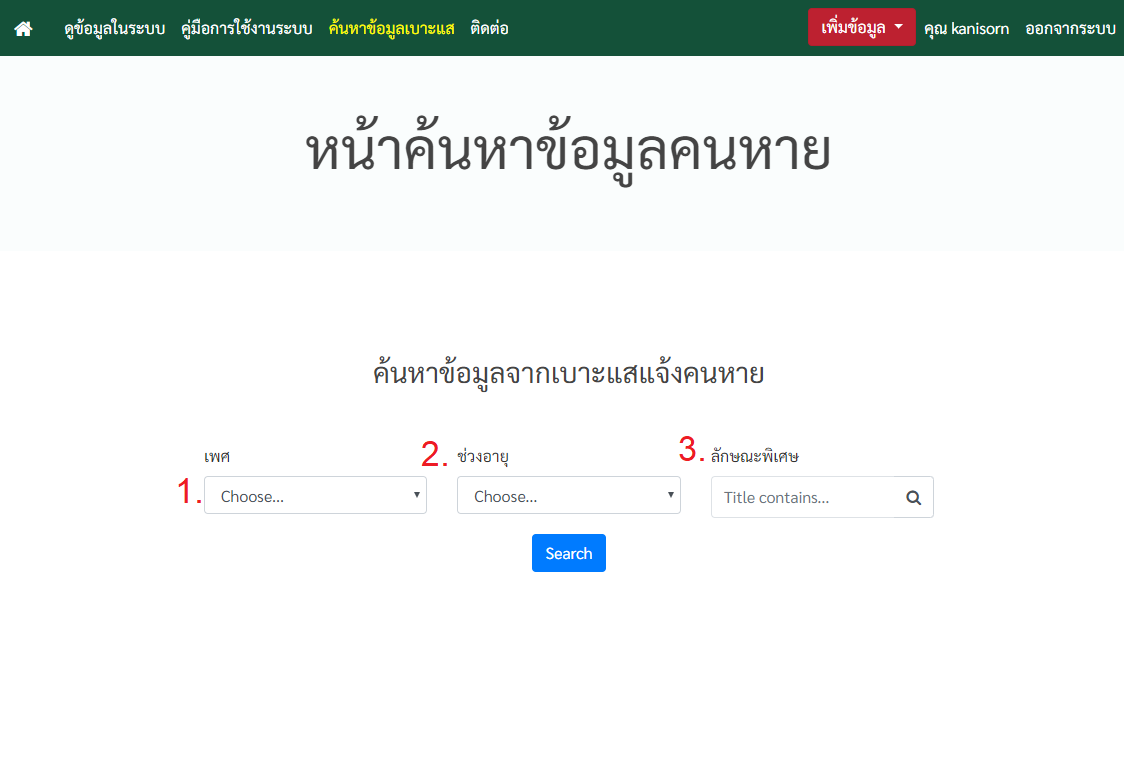 ดูข้อมูลในระบบ คู่มือการใช้งานระบบ ค้นหาข้อมูลเบาะแส ติดต่อ เพิ่มข้อมูล คุณ kanisorn ออกจากระบบ
หน้าค้นหาข้อมูลคนหาย
ค้นหาข้อมูลจากเบาะแสแจ้งคนหาย
เพศ 2. ช่วงอายุ 3. ลักษณะพิเศษ
1. Choose... Choose... Title contains...
Search